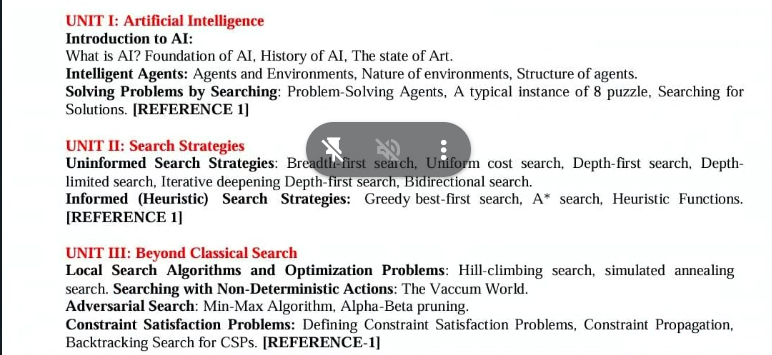 UNIT I: Artificial Intelligence
Introduction to AI:
What is AI? Foundation of AI, History of AI, The state of Art.
Intelligent Agents: Agents and Environments, Nature of environments, Structure of agents.
Solving Problems by Searching: Problem-Solving Agents, A typical instance of 8 puzzle, Searching for
Solutions. [REFERENCE 1]
UNIT II: Search Strategies
Uninformed Search Strategies: Breadth-first search, Uniform cost search, Depth-first search, Depth-
limited search, Iterative deepening Depth-first search, Bidirectional search.
Informed (Heuristic) Search Strategies: Greedy best-first search, A* search, Heuristic Functions.
[REFERENCE 1]
UNIT III: Beyond Classical Search
Local Search Algorithms and Optimization Problems: Hill-climbing search, simulated annealing
search. Searching with Non-Deterministic Actions: The Vaccum World.
Adversarial Search: Min-Max Algorithm, Alpha-Beta pruning.
Constraint Satisfaction Problems: Defining Constraint Satisfaction Problems, Constraint Propagation,
Backtracking Search for CSPs. [REFERENCE-1]